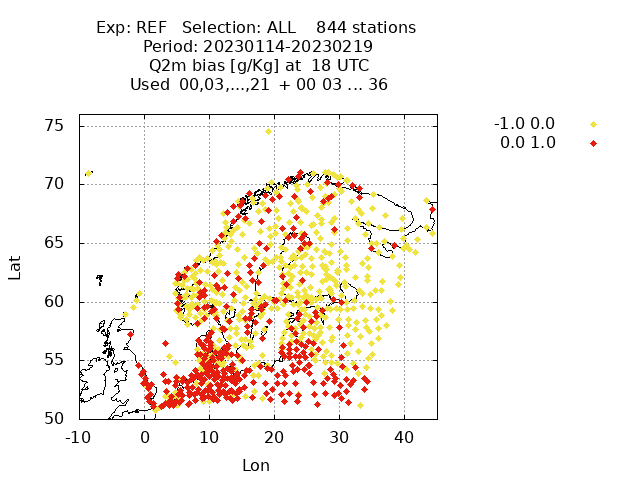 Exp: REF Selection: ALL 844 stations
Period: 20230114-20230219
Q2m bias [g/Kg] at 18 UTC
Used 00,03,...,21 + 00 03 ... 36
-1.0 0.0
0.0 1.0
75
70
65
60
55
50
Lat
-10 0 10 20 30 40
Lon